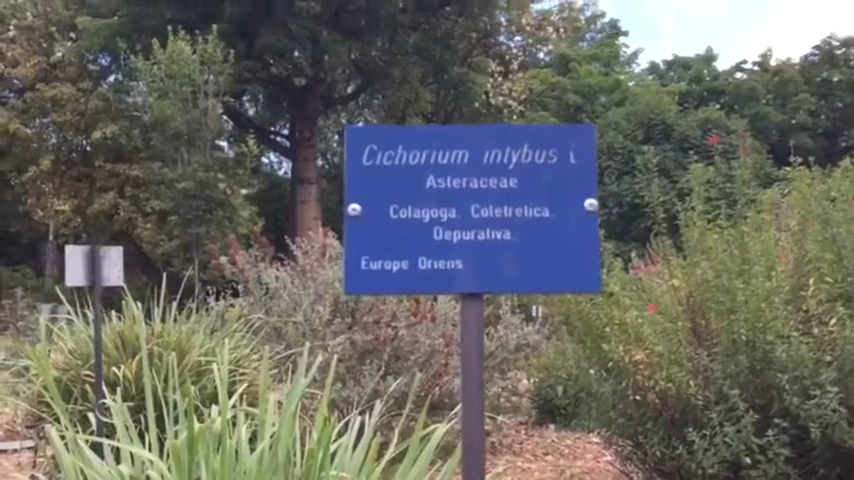 Cichorium intybus L
Asteraceae
Colagoga. Coletretica.
Depurativa.
Europe Oriens